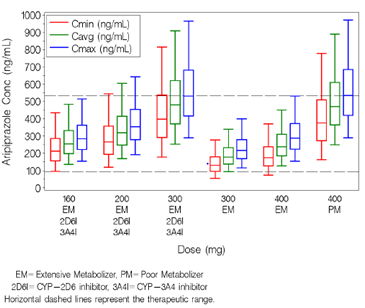 Cmin (ng/mL)
Cavg (ng/mL)
Cmax (ng/mL)
Aripiprazole Conc (ng/mL)
1000
900
800
700
600
500
400
300
200
100
0
160 200 300 300 400 400
EM EM EM EM EM PM
2D6I 2D6I 2D6I
3A4I 3A4I 3A4I
Dose (mg)
EM=Extensive Metabolizer, PM=Poor Metabolizer
2D6I=CYP-2D6 inhibitor, 3A4I=CYP-3A4 inhibitor
Horizontal dashed lines represent the therapeutic range.